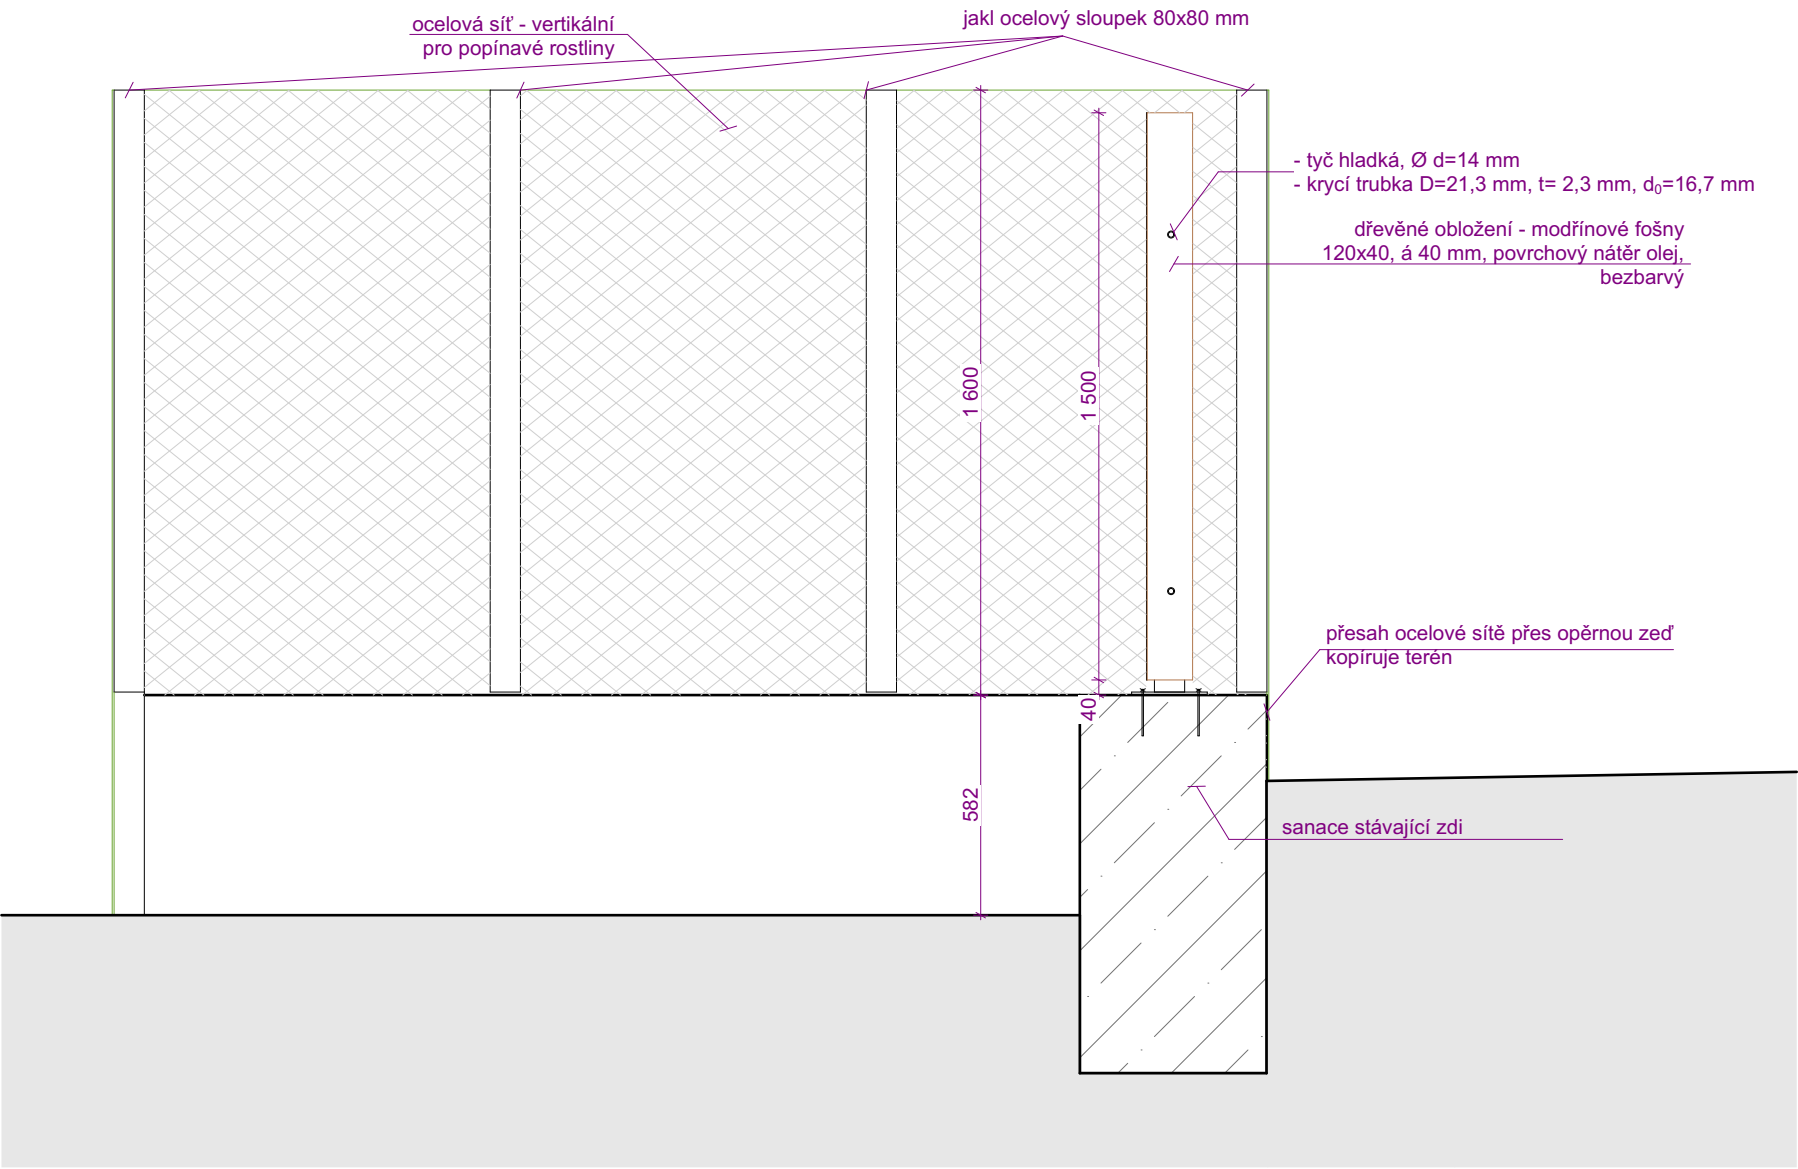 jakl ocelový sloupek 80x80 mm
ocelová síť - vertikální
pro popínavé rostliny
- tyč hladká, Ø d=14 mm
- krycí trubka D=21,3 mm, t= 2,3 mm, d₀=16,7 mm
dřevěné obložení - modřínové fošny
120x40, á 40 mm, povrchový nátěr olej,
bezbarvý
1 600
1 500
přesah ocelové sítě přes opěrnou zeď
kopíruje terén
40
582
sanace stávající zdi